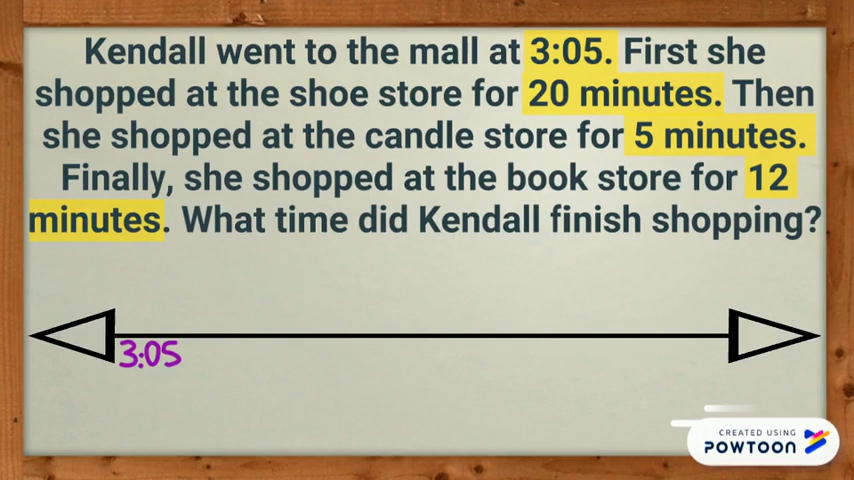 Kendall went to the mall at 3:05. First she
shopped at the shoe store for 20 minutes. Then
she shopped at the candle store for 5 minutes.
Finally, she shopped at the book store for 12
minutes. What time did Kendall finish shopping?
3:05
CREATED USING
POWTOON